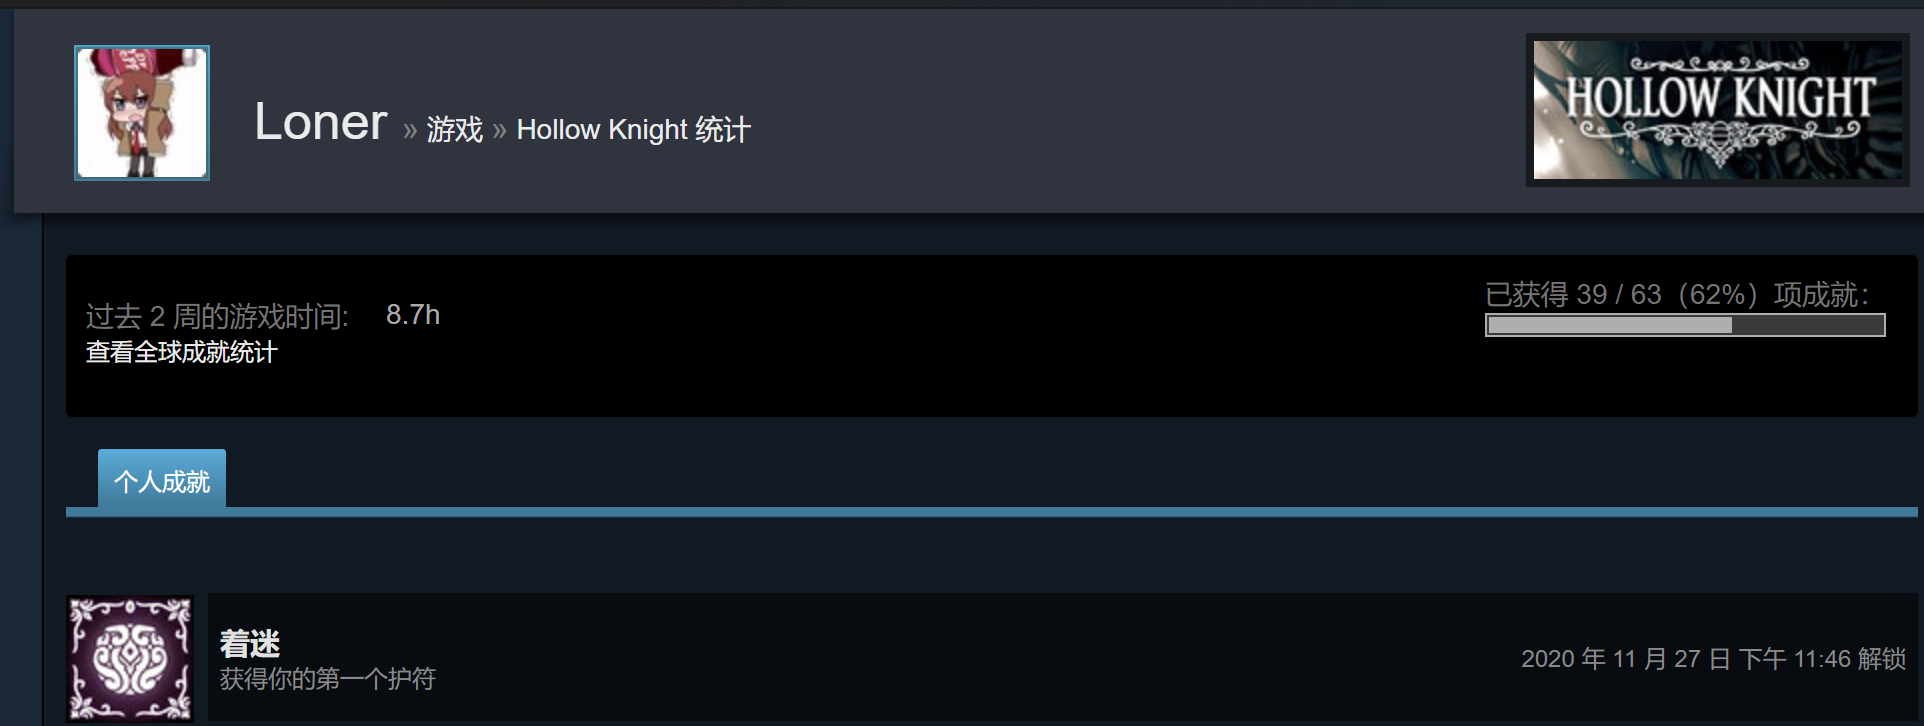 Loner » 游戏 » Hollow Knight 统计
HOLLOW KNIGHT
过去 2 周的游戏时间: 8.7h
查看全球成就统计
已获得 39 / 63（62%）项成就：
个人成就
着迷
获得你的第一个护符
2020 年 11 月 27 日 下午 11:46 解锁